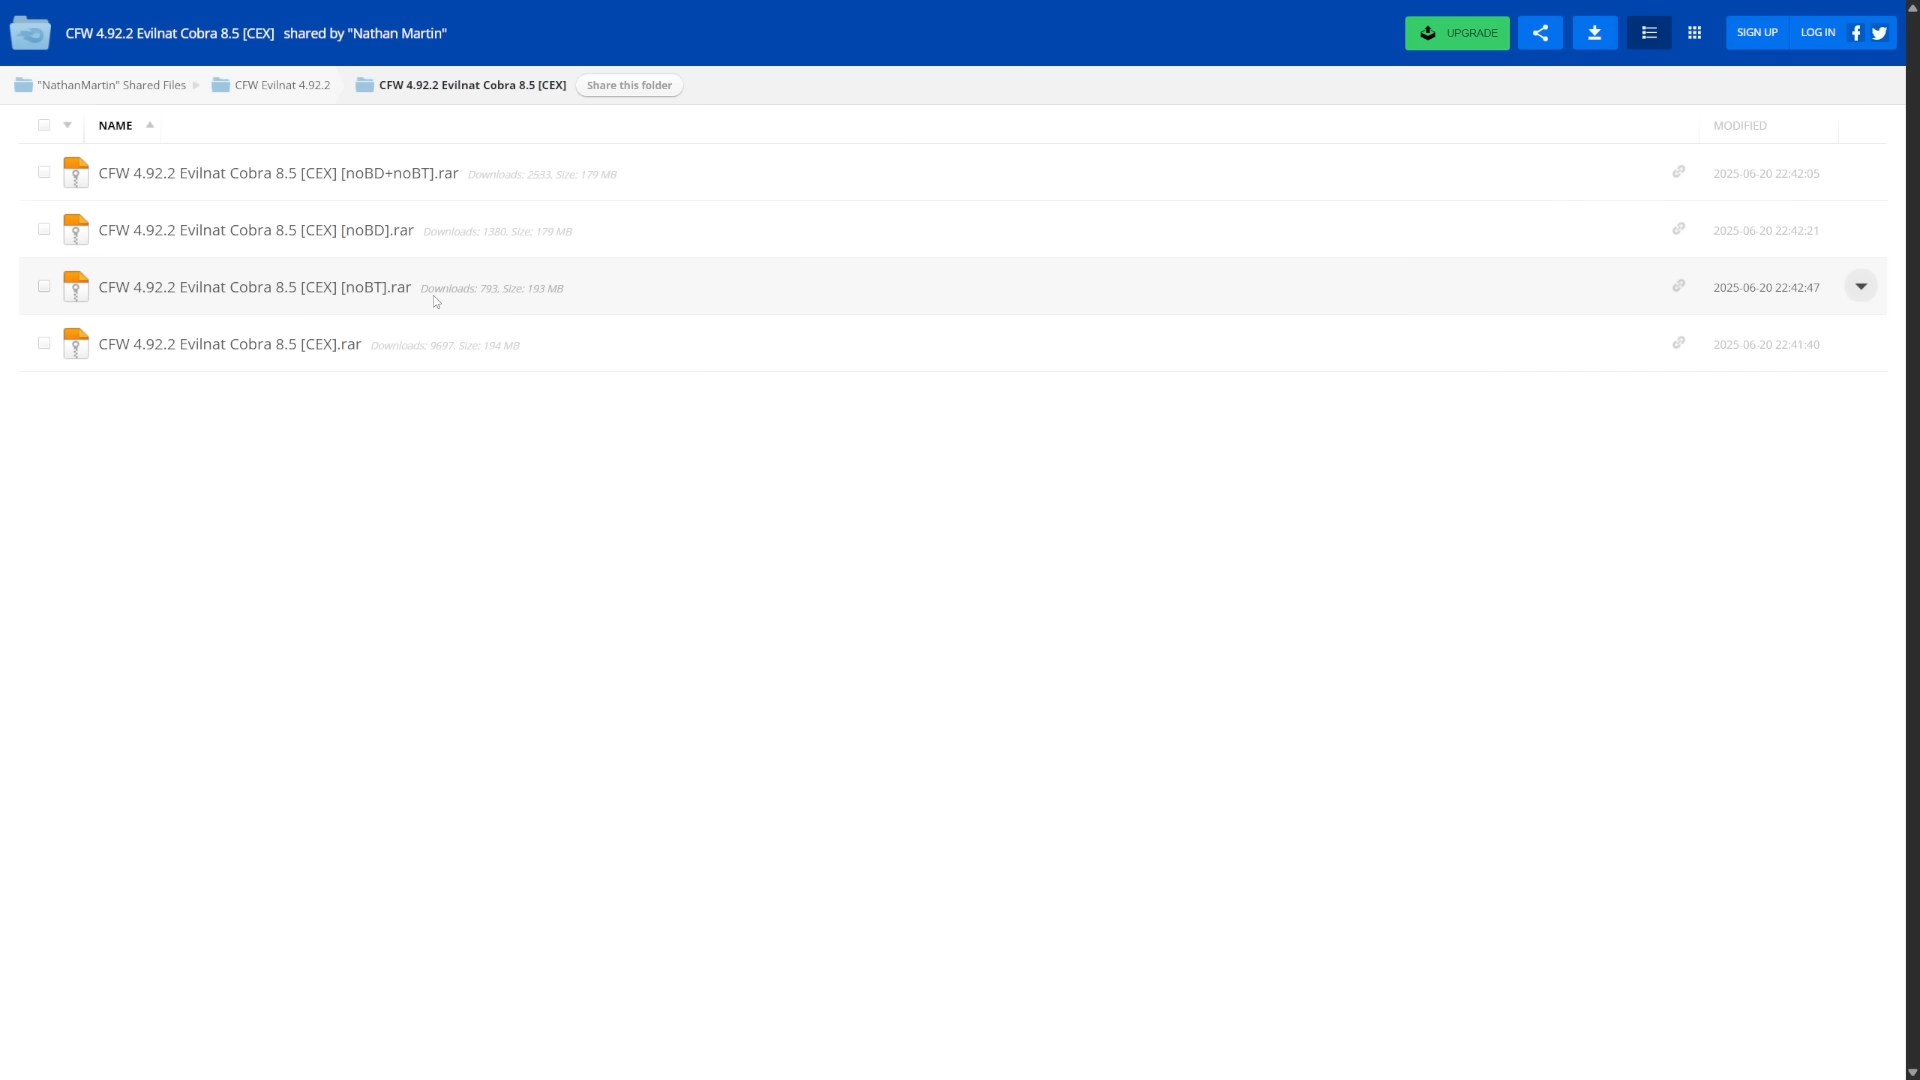 CFW 4.92.2 Evilnat Cobra 8.5 [CEX] shared by "Nathan Martin"
UPGRADE
SIGN UP
LOG IN
"NathanMartin" Shared Files
CFW Evilnat 4.92.2
CFW 4.92.2 Evilnat Cobra 8.5 [CEX]
Share this folder
NAME
MODIFIED
CFW 4.92.2 Evilnat Cobra 8.5 [CEX] [noBD+noBT].rar Downloads: 2533, Size: 179 MB 2025-06-20 22:42:05
CFW 4.92.2 Evilnat Cobra 8.5 [CEX] [noBD].rar Downloads: 1380, Size: 179 MB 2025-06-20 22:42:21
CFW 4.92.2 Evilnat Cobra 8.5 [CEX] [noBT].rar Downloads: 793, Size: 193 MB 2025-06-20 22:42:47
CFW 4.92.2 Evilnat Cobra 8.5 [CEX].rar Downloads: 9697, Size: 194 MB 2025-06-20 22:41:40